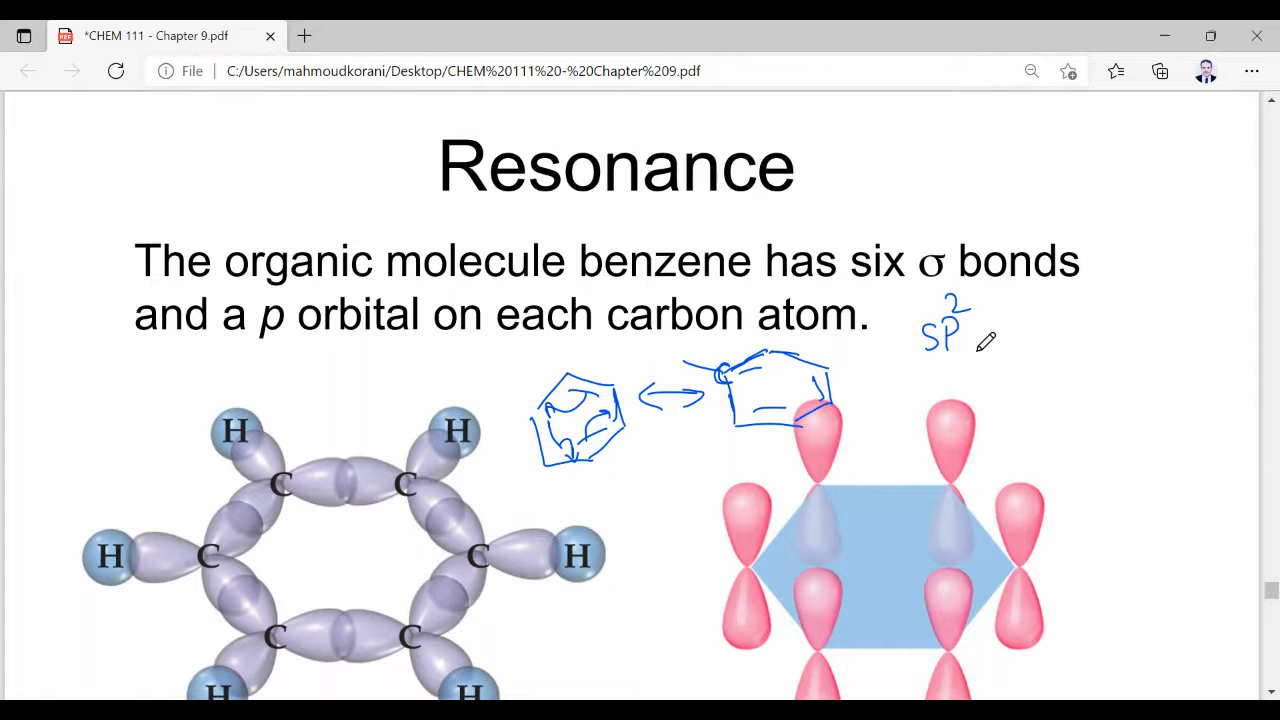 *CHEM 111 - Chapter 9.pdf
File C:/Users/mahmoudkorani/Desktop/CHEM%20111%20-%20Chapter%209.pdf
Resonance
The organic molecule benzene has six σ bonds
and a p orbital on each carbon atom.
SP²
C
H H
C C
H C C H
C C
H H